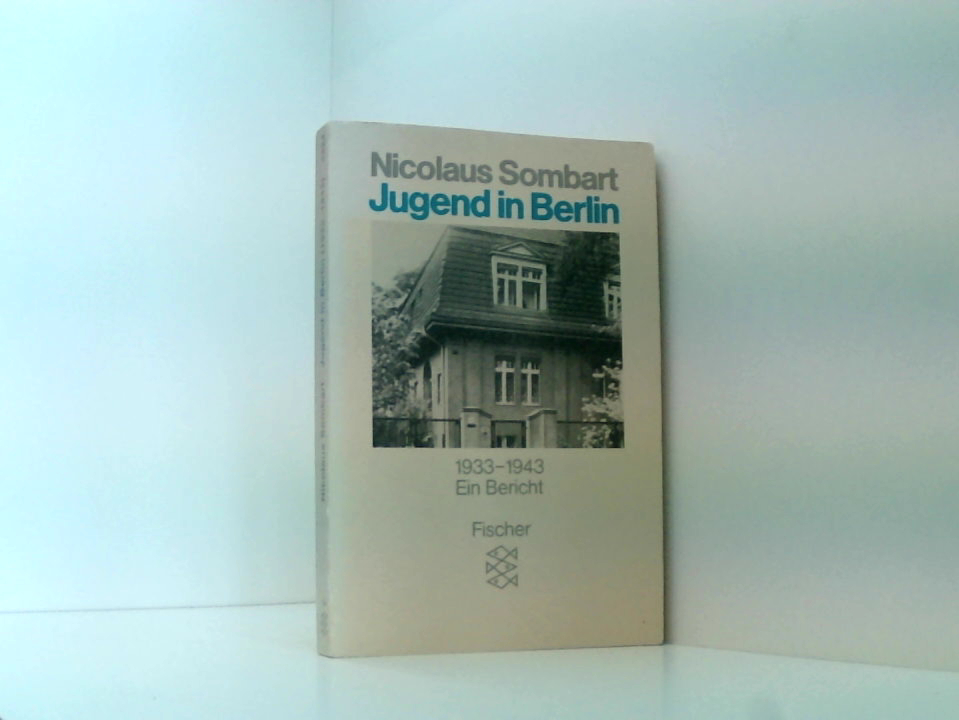 Nicolaus Sombart
Jugend in Berlin
1933–1943
Ein Bericht
Fischer